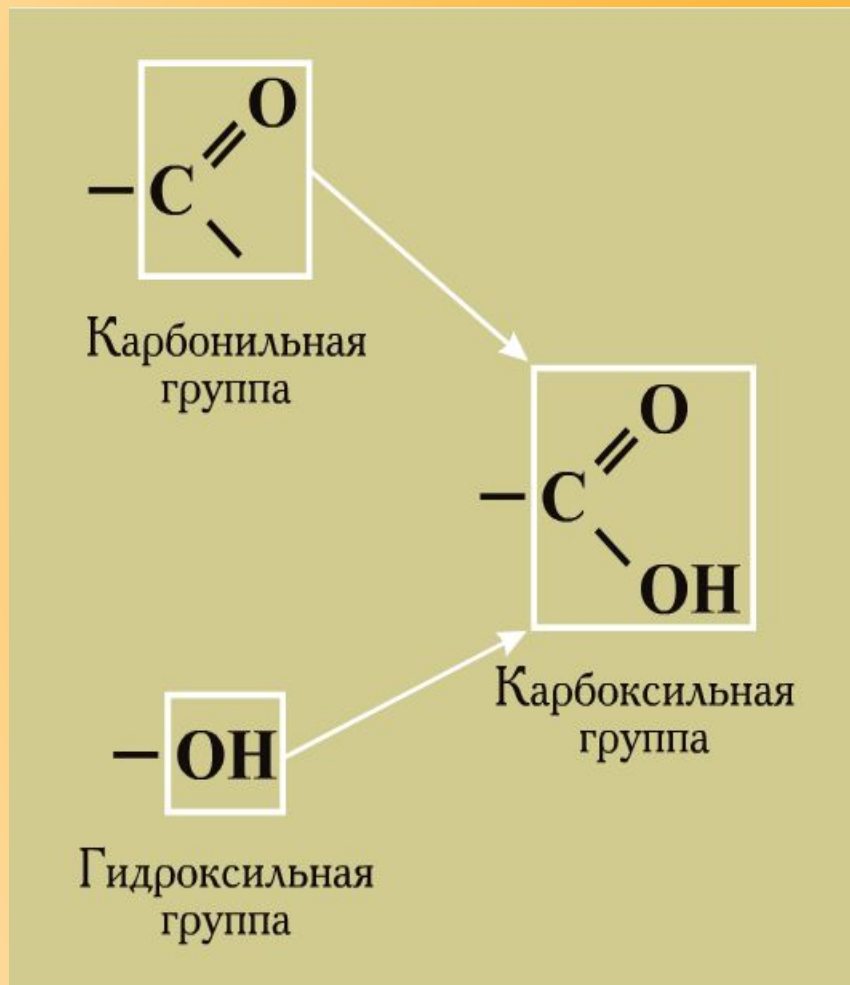 O
C
Карбонильная
группа
O
C
OH
Карбоксильная
группа
OH
Гидроксильная
группа